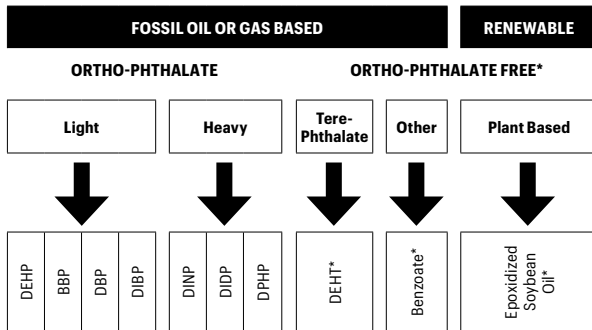 FOSSIL OIL OR GAS BASED
RENEWABLE
ORTHO-PHTHALATE
ORTHO-PHTHALATE FREE*
Light
Heavy
Tere-
Phthalate
Other
Plant Based
DEHP
BBP
DBP
DIBP
DINP
DIDP
DPHP
DEHT*
Benzoate*
Epoxidized
Soybean
Oil*